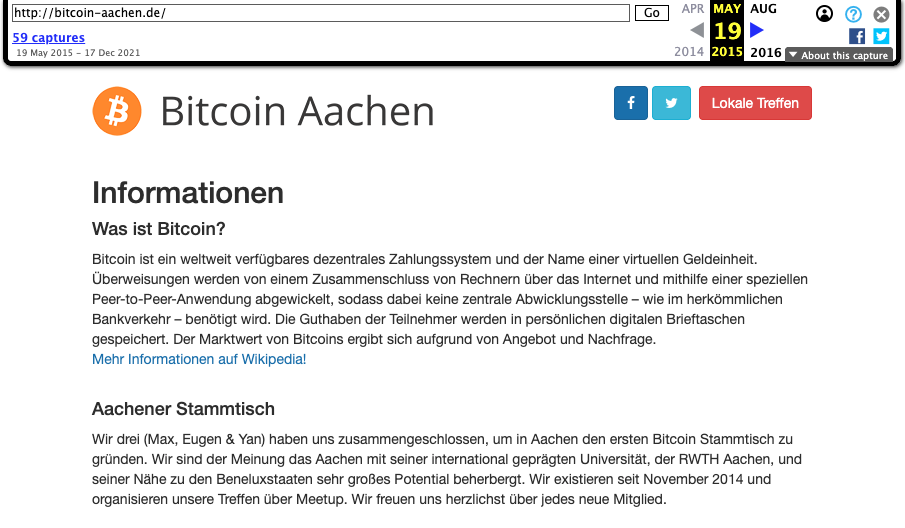 http://bitcoin-aachen.de/ Go APR MAY AUG
59 captures 19
19 May 2015 – 17 Dec 2021 2014 2015 2016 About this capture
Bitcoin Aachen f Lokale Treffen
Informationen
Was ist Bitcoin?
Bitcoin ist ein weltweit verfügbares dezentrales Zahlungssystem und der Name einer virtuellen Geldeinheit.
Überweisungen werden von einem Zusammenschluss von Rechnern über das Internet und mithilfe einer speziellen
Peer-to-Peer-Anwendung abgewickelt, sodass dabei keine zentrale Abwicklungsstelle – wie im herkömmlichen
Bankverkehr – benötigt wird. Die Guthaben der Teilnehmer werden in persönlichen digitalen Brieftaschen
gespeichert. Der Marktwert von Bitcoins ergibt sich aufgrund von Angebot und Nachfrage.
Mehr Informationen auf Wikipedia!
Aachener Stammtisch
Wir drei (Max, Eugen & Yan) haben uns zusammengeschlossen, um in Aachen den ersten Bitcoin Stammtisch zu
gründen. Wir sind der Meinung das Aachen mit seiner international geprägten Universität, der RWTH Aachen, und
seiner Nähe zu den Beneluxstaaten sehr großes Potential beherbergt. Wir existieren seit November 2014 und
organisieren unsere Treffen über Meetup. Wir freuen uns herzlichst über jedes neue Mitglied.